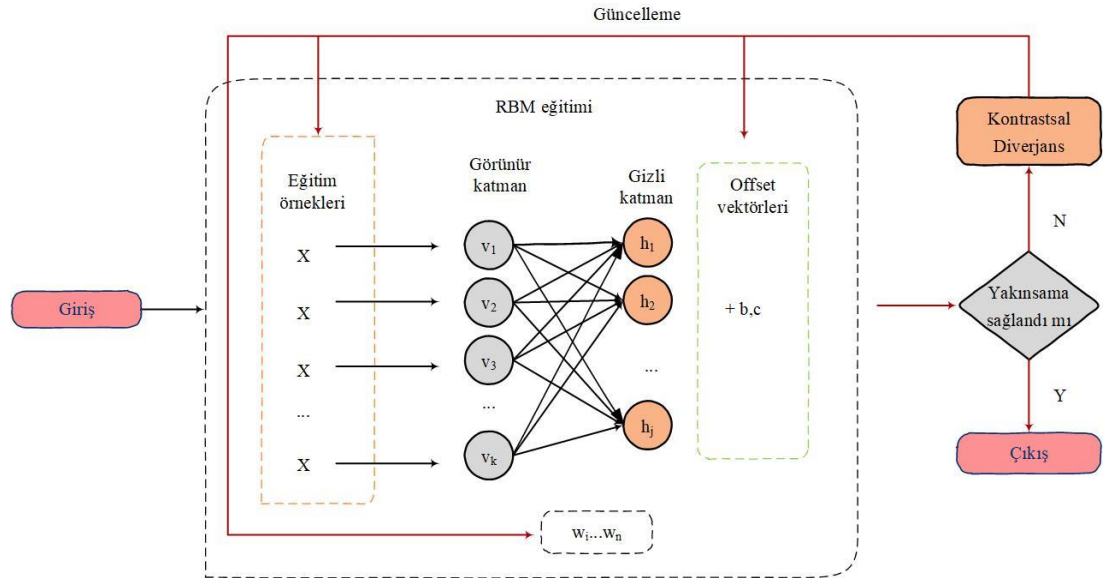 Güncelleme
RBM eğitimi
Kontrastsal
Diverjans
Eğitim
örnekleri
Görünür
katman
Gizli
katman
Offset
vektörleri
X
v1
h1
N
X
v2
h2
+ b,c
Giriş
Yakınsama
sağlandı mı
X
v3
...
...
...
Y
X
vk
hj
Çıkış
wi...wn